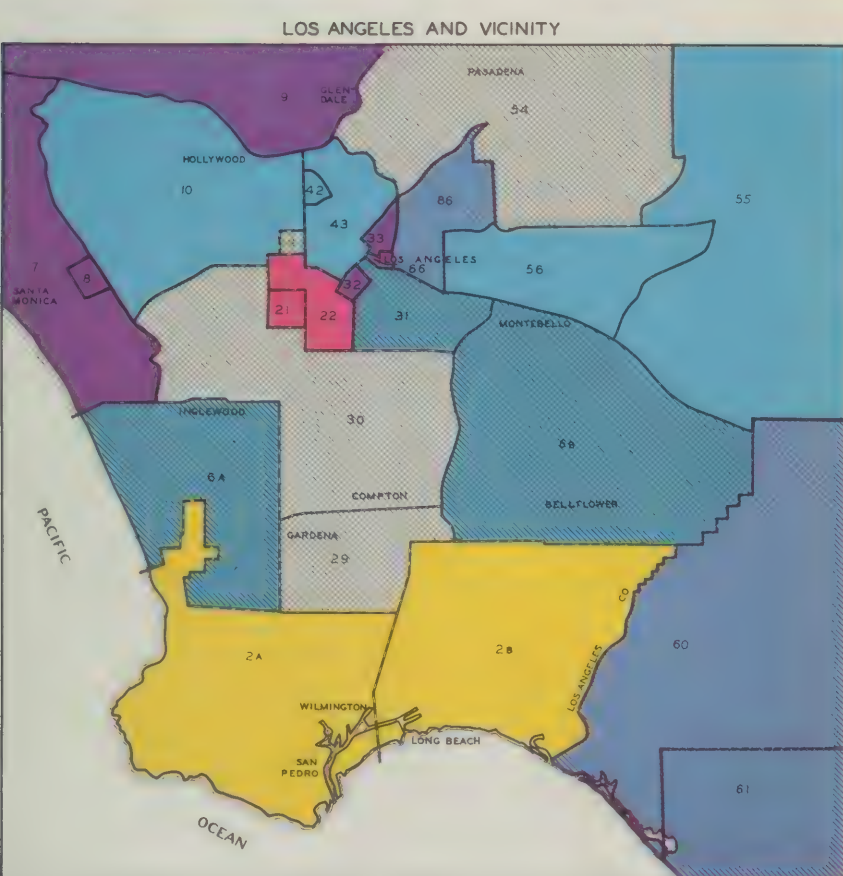 LOS ANGELES AND VICINITY
PASADENA
54
9
GLEN-
DALE
HOLLYWOOD
10
42
43
86
55
33
LOS ANGELES
66
56
7
8
SANTA
MONICA
32
21
22
31
MONTEBELLO
INGLEWOOD
30
6B
6A
COMPTON
BELLFLOWER
PACIFIC
GARDENA
29
CO
LOS ANGELES
2A
2B
60
WILMINGTON
LONG BEACH
SAN
PEDRO
61
OCEAN